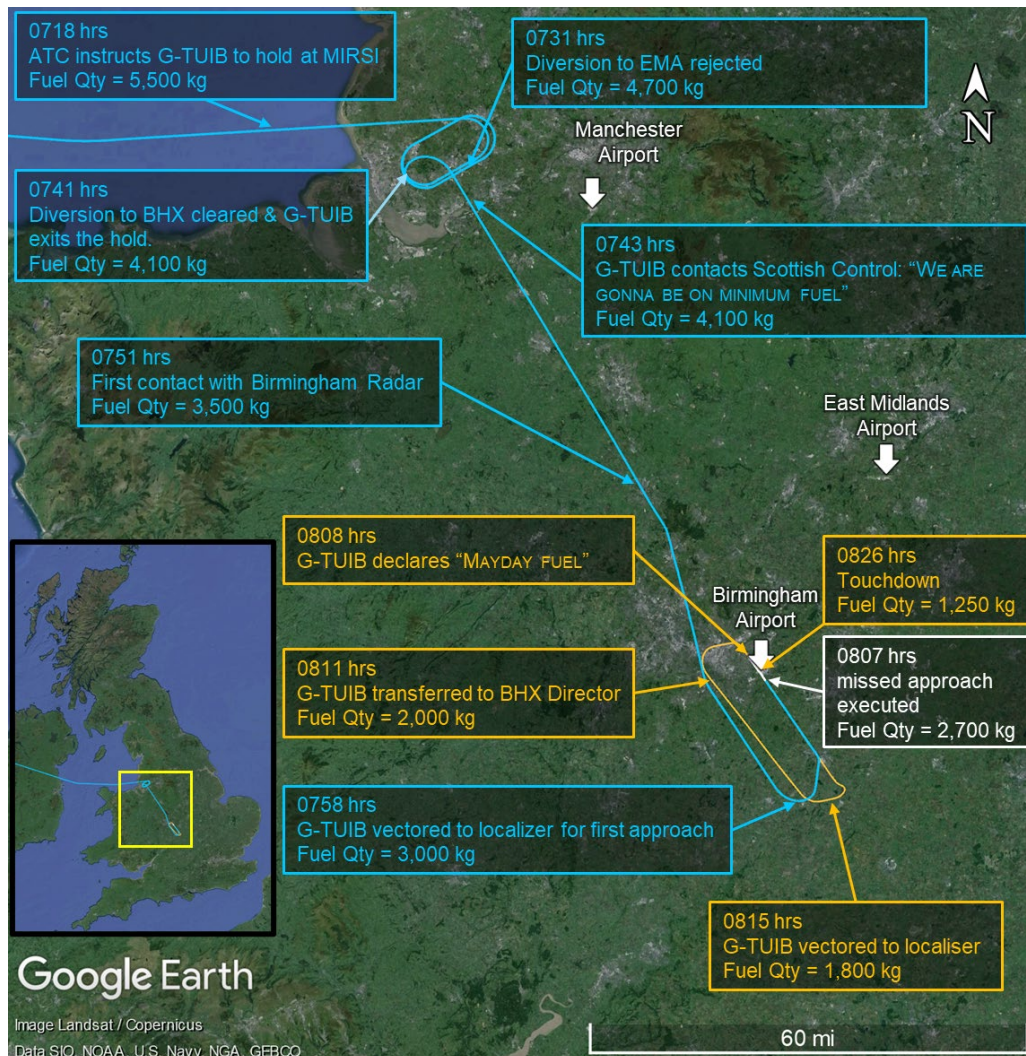 0718 hrs
ATC instructs G-TUIB to hold at MIRSI
Fuel Qty = 5,500 kg
0731 hrs
Diversion to EMA rejected
Fuel Qty = 4,700 kg
N
Manchester
Airport
0741 hrs
Diversion to BHX cleared & G-TUIB
exits the hold.
Fuel Qty = 4,100 kg
0743 hrs
G-TUIB contacts Scottish Control: “WE ARE
GONNA BE ON MINIMUM FUEL”
Fuel Qty = 4,100 kg
0751 hrs
First contact with Birmingham Radar
Fuel Qty = 3,500 kg
East Midlands
Airport
0808 hrs
G-TUIB declares “MAYDAY FUEL”
0826 hrs
Touchdown
Fuel Qty = 1,250 kg
Birmingham
Airport
0811 hrs
G-TUIB transferred to BHX Director
Fuel Qty = 2,000 kg
0807 hrs
missed approach
executed
Fuel Qty = 2,700 kg
0758 hrs
G-TUIB vectored to localizer for first approach
Fuel Qty = 3,000 kg
0815 hrs
G-TUIB vectored to localiser
Fuel Qty = 1,800 kg
Google Earth
Image Landsat / Copernicus
Data SIO, NOAA, U.S. Navy, NGA, GEBCO
60 mi